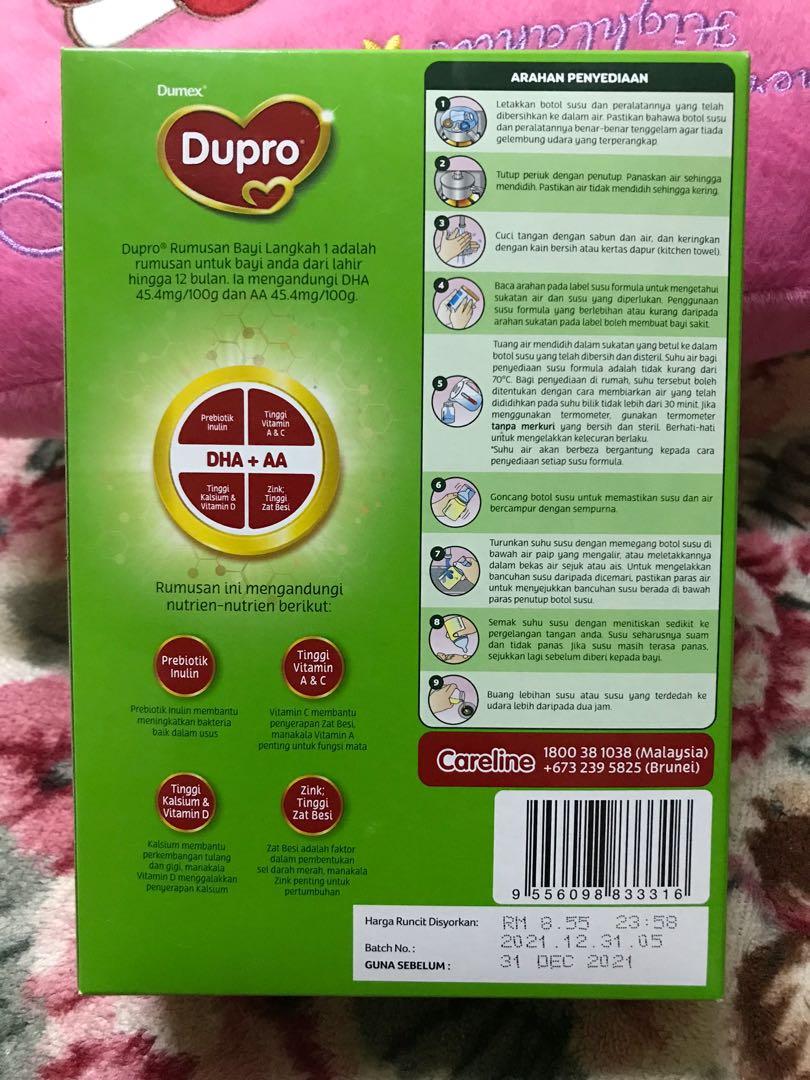 Highlands
Dumex®
Dupro®
Dupro® Rumusan Bayi Langkah 1 adalah
rumusan untuk bayi anda dari lahir
hingga 12 bulan. Ia mengandungi DHA
45.4mg/100g dan AA 45.4mg/100g.
Prebiotik
Inulin
Tinggi
Vitamin
A & C
DHA + AA
Tinggi
Kalsium &
Vitamin D
Zink;
Tinggi
Zat Besi
Rumusan ini mengandungi
nutrien-nutrien berikut:
Prebiotik
Inulin
Prebiotik Inulin membantu
meningkatkan bakteria
baik dalam usus
Tinggi
Vitamin
A & C
Vitamin C membantu
penyerapan Zat Besi,
manakala Vitamin A
penting untuk fungsi mata
Tinggi
Kalsium &
Vitamin D
Kalsium membantu
perkembangan tulang
dan gigi, manakala
Vitamin D menggalakkan
penyerapan Kalsium
Zink;
Tinggi
Zat Besi
Zat Besi adalah faktor
dalam pembentukan
sel darah merah, manakala
Zink penting untuk
pertumbuhan
ARAHAN PENYEDIAAN
1
Letakkan botol susu dan peralatannya yang telah
dibersihkan ke dalam air. Pastikan bahawa botol susu
dan peralatannya benar-benar tenggelam agar tiada
gelembung udara yang terperangkap.
2
Tutup periuk dengan penutup. Panaskan air sehingga
mendidih. Pastikan air tidak mendidih sehingga kering.
3
Cuci tangan dengan sabun dan air, dan keringkan
dengan kain bersih atau kertas dapur (kitchen towel).
4
Baca arahan pada label susu formula untuk mengetahui
sukatan air dan susu yang diperlukan. Penggunaan
susu formula yang berlebihan atau kurang daripada
arahan sukatan pada label boleh membuat bayi sakit.
5
Tuang air mendidih dalam sukatan yang betul ke dalam
botol susu yang telah dibersih dan disteril. Suhu air bagi
penyediaan susu formula adalah tidak kurang dari
70°C. Bagi penyediaan di rumah, suhu tersebut boleh
ditentukan dengan cara membiarkan air yang telah
dididihkan pada suhu bilik tidak lebih dari 30 minit. Jika
menggunakan termometer, gunakan termometer
tanpa merkuri yang bersih dan steril. Berhati-hati
untuk mengelakkan kelecuran berlaku.
*Suhu air akan berbeza bergantung kepada cara
penyediaan setiap susu formula.
6
Goncang botol susu untuk memastikan susu dan air
bercampur dengan sempurna.
7
Turunkan suhu susu dengan memegang botol susu di
bawah air paip yang mengalir, atau meletakkannya
dalam bekas air sejuk atau ais. Untuk mengelakkan
bancuhan susu daripada dicemari, pastikan paras air
untuk menyejukkan bancuhan susu berada di bawah
paras penutup botol susu.
8
Semak suhu susu dengan menitiskan sedikit ke
pergelangan tangan anda. Susu seharusnya suam
dan tidak panas. Jika susu masih terasa panas,
sejukkan lagi sebelum diberi kepada bayi.
9
Buang lebihan susu atau susu yang terdedah ke
udara lebih daripada dua jam.
Careline
1800 38 1038 (Malaysia)
+673 239 5825 (Brunei)
9 556098 833316
Harga Runcit Disyorkan: RM 8.55 23:58
Batch No.: 2021.12.31.05
GUNA SEBELUM : 31 DEC 2021